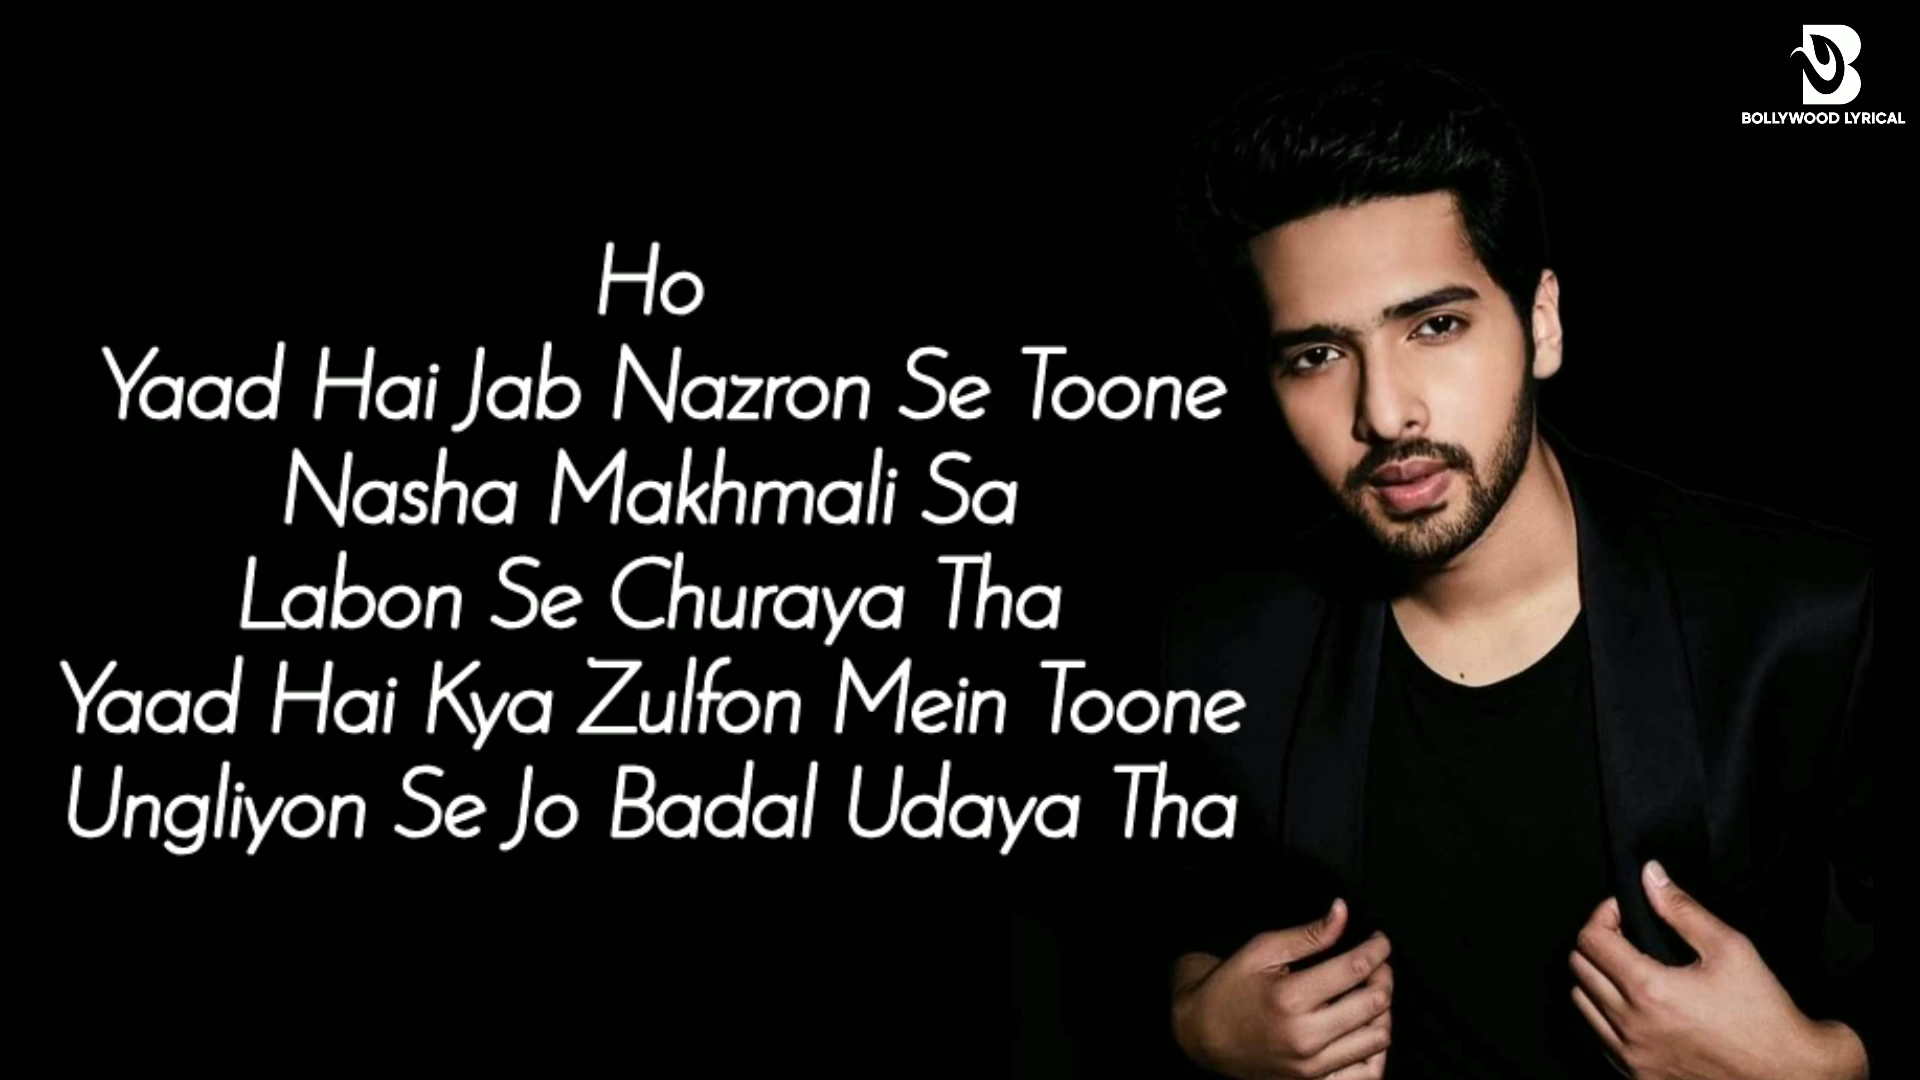 BOLLYWOOD LYRICAL
Ho
Yaad Hai Jab Nazron Se Toone
Nasha Makhmali Sa
Labon Se Churaya Tha
Yaad Hai Kya Zulfon Mein Toone
Ungliyon Se Jo Badal Udaya Tha